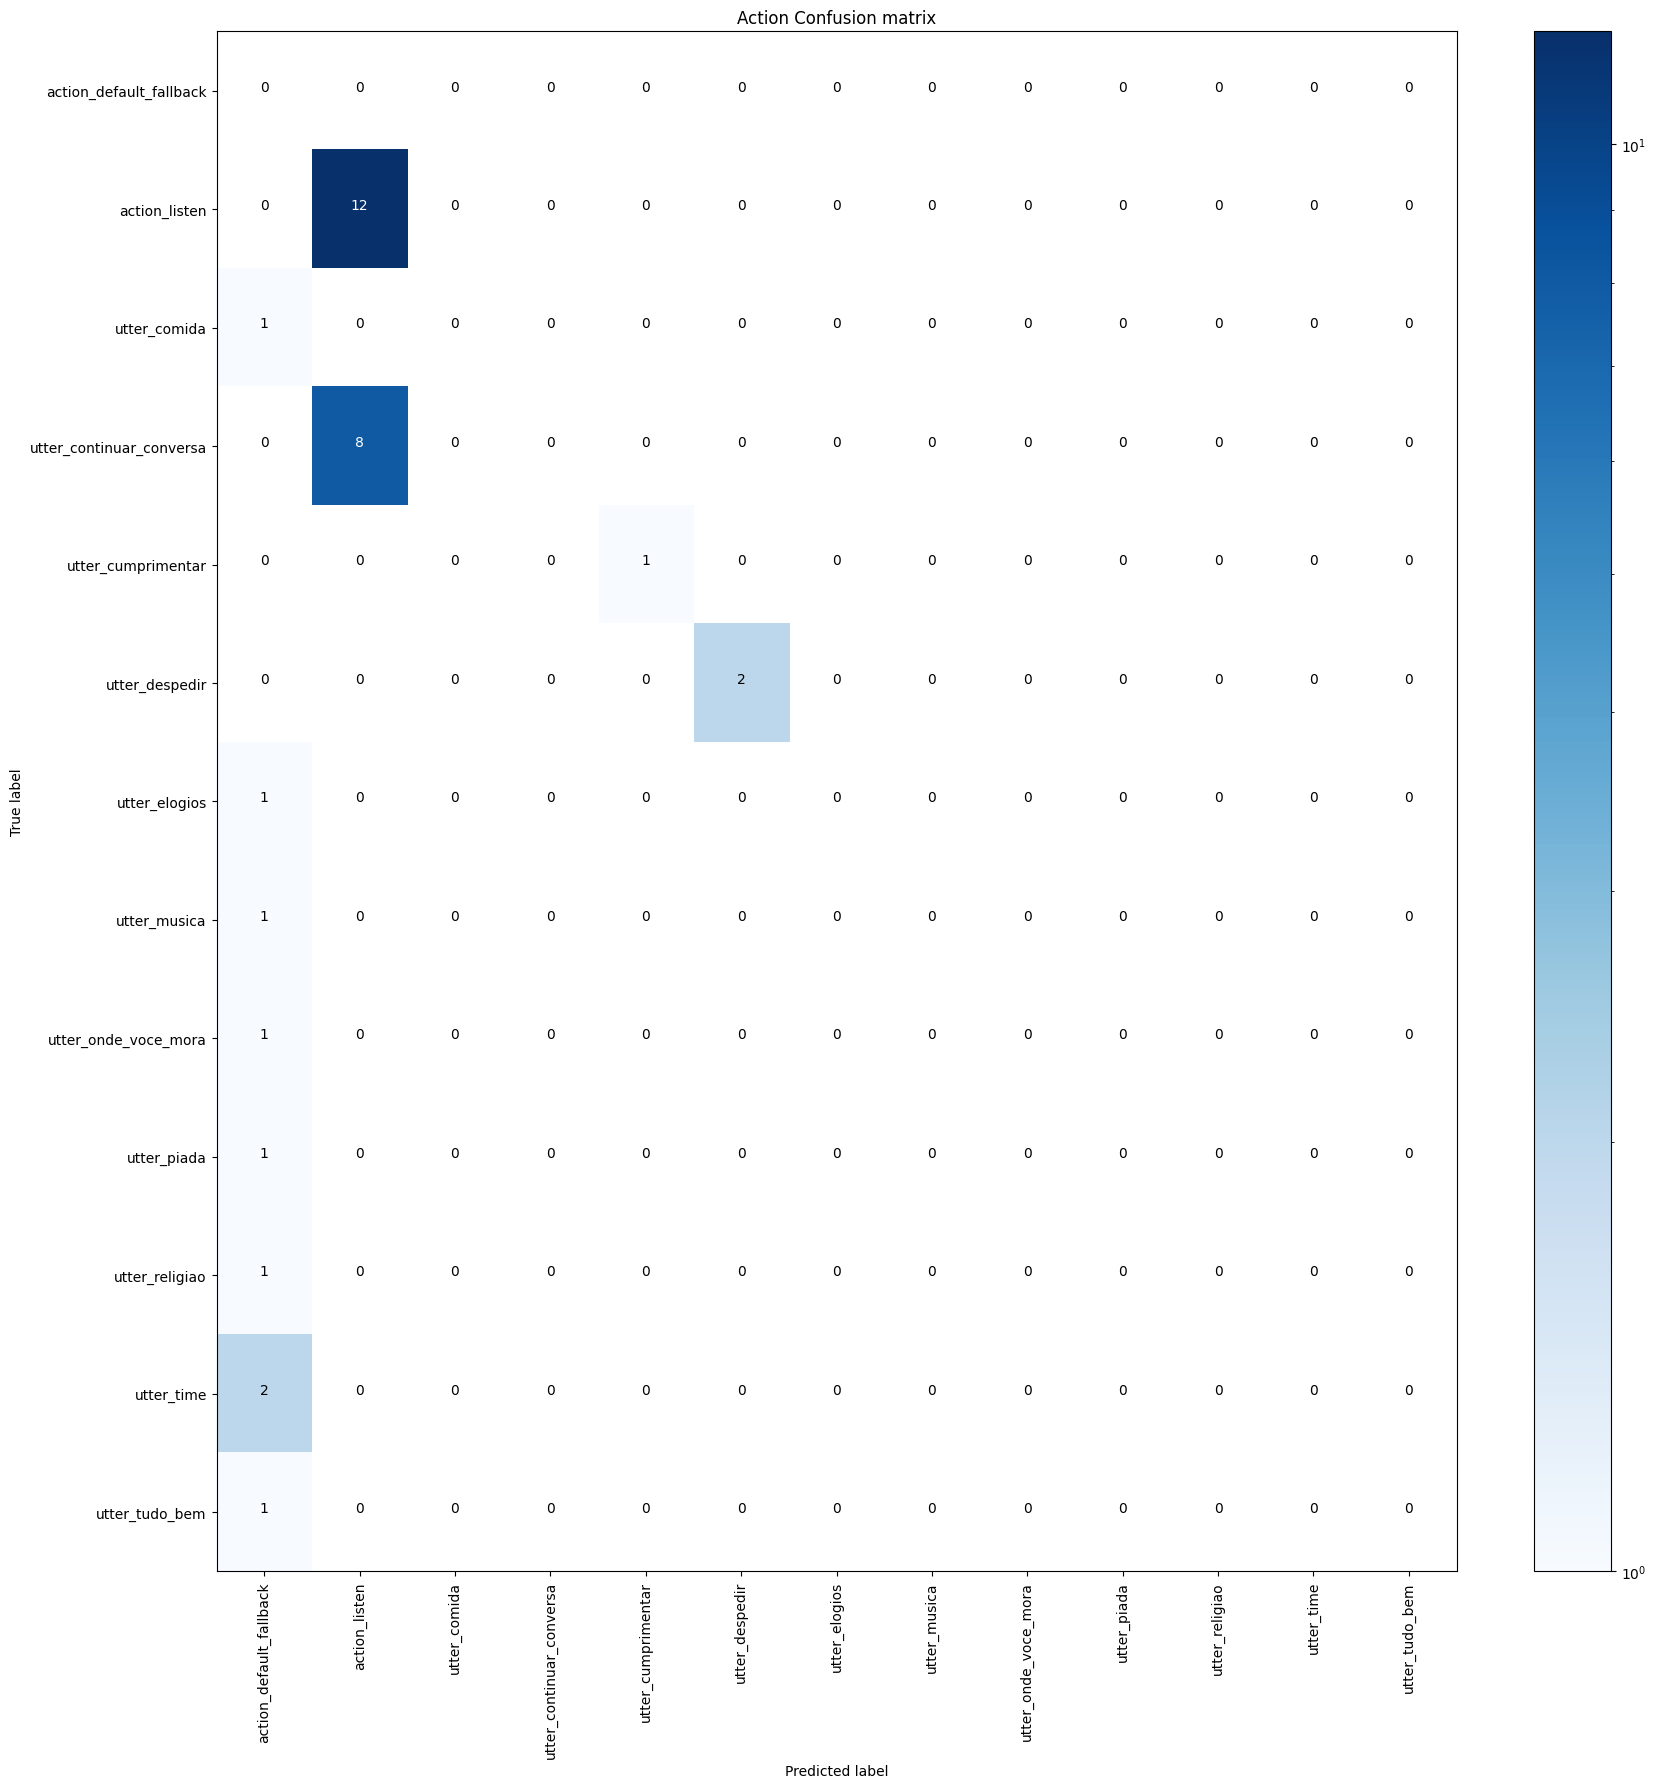 Action Confusion matrix
action_default_fallback 0 0 0 0 0 0 0 0 0 0 0 0 0
action_listen 0 12 0 0 0 0 0 0 0 0 0 0 0
utter_comida 1 0 0 0 0 0 0 0 0 0 0 0 0
utter_continuar_conversa 0 8 0 0 0 0 0 0 0 0 0 0 0
utter_cumprimentar 0 0 0 0 1 0 0 0 0 0 0 0 0
utter_despedir 0 0 0 0 0 2 0 0 0 0 0 0 0
utter_elogios 1 0 0 0 0 0 0 0 0 0 0 0 0
utter_musica 1 0 0 0 0 0 0 0 0 0 0 0 0
utter_onde_voce_mora 1 0 0 0 0 0 0 0 0 0 0 0 0
utter_piada 1 0 0 0 0 0 0 0 0 0 0 0 0
utter_religiao 1 0 0 0 0 0 0 0 0 0 0 0 0
utter_time 2 0 0 0 0 0 0 0 0 0 0 0 0
utter_tudo_bem 1 0 0 0 0 0 0 0 0 0 0 0 0
True label
action_default_fallback
action_listen
utter_comida
utter_continuar_conversa
utter_cumprimentar
utter_despedir
utter_elogios
utter_musica
utter_onde_voce_mora
utter_piada
utter_religiao
utter_time
utter_tudo_bem
Predicted label
10¹
10⁰